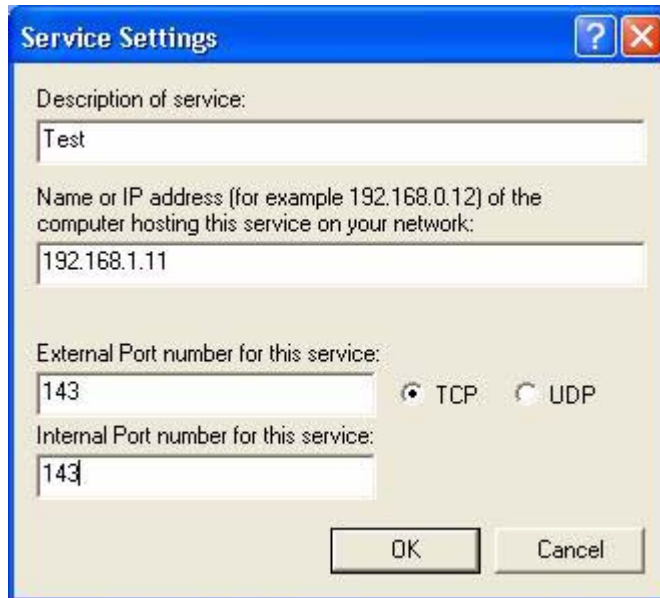 Service Settings
Description of service:
Test
Name or IP address (for example 192.168.0.12) of the
computer hosting this service on your network:
192.168.1.11
External Port number for this service:
143
TCP
UDP
Internal Port number for this service:
143
OK
Cancel